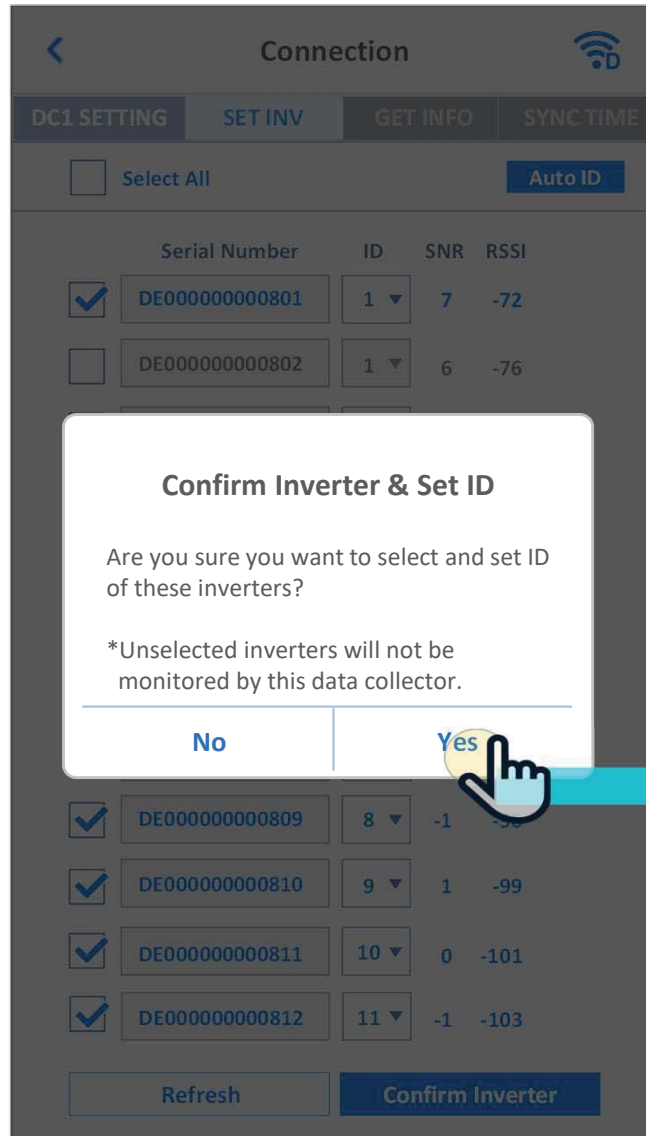 Connection
D
DC1 SETTING SET INV GET INFO SYNC TIME
Select All Auto ID
Serial Number ID SNR RSSI
DE000000000801 1 7 -72
DE000000000802 1 6 -76
Confirm Inverter & Set ID
Are you sure you want to select and set ID
of these inverters?
*Unselected inverters will not be
monitored by this data collector.
No Yes
DE000000000809 8 -1
DE000000000810 9 1 -99
DE000000000811 10 0 -101
DE000000000812 11 -1 -103
Refresh Confirm Inverter